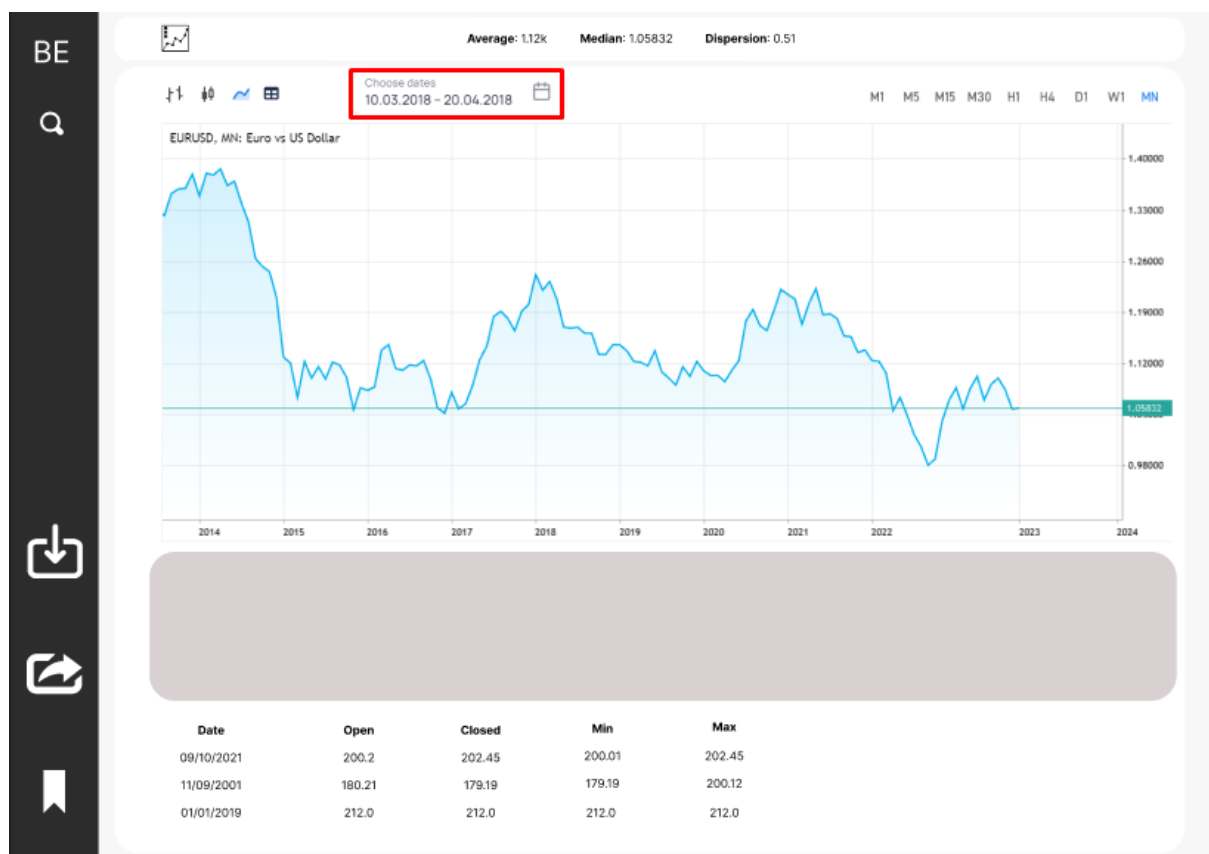 BE
Average: 1.12k Median: 1.05832 Dispersion: 0.51
Choose dates
10.03.2018 – 20.04.2018
M1 M5 M15 M30 H1 H4 D1 W1 MN
EURUSD, MN: Euro vs US Dollar
1.40000
1.33000
1.26000
1.19000
1.12000
1.05832
0.98000
2014 2015 2016 2017 2018 2019 2020 2021 2022 2023 2024
Date Open Closed Min Max
09/10/2021 200.2 202.45 200.01 202.45
11/09/2001 180.21 179.19 179.19 200.12
01/01/2019 212.0 212.0 212.0 212.0